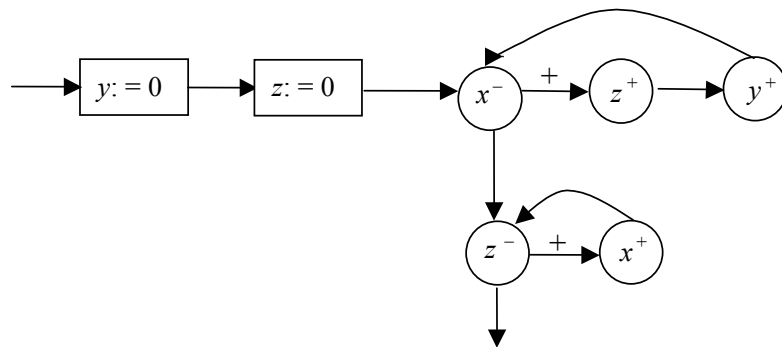 y: = 0 z: = 0 x⁻ + z⁺ y⁺
z⁻ + x⁺